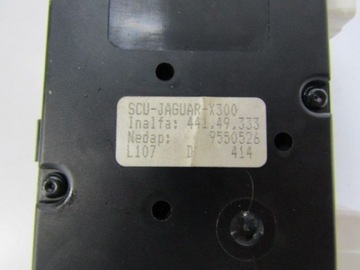 SCU-JAGUAR-X300
Inalfa: 441.49.333
Nedap: 9550526
L107 D 414